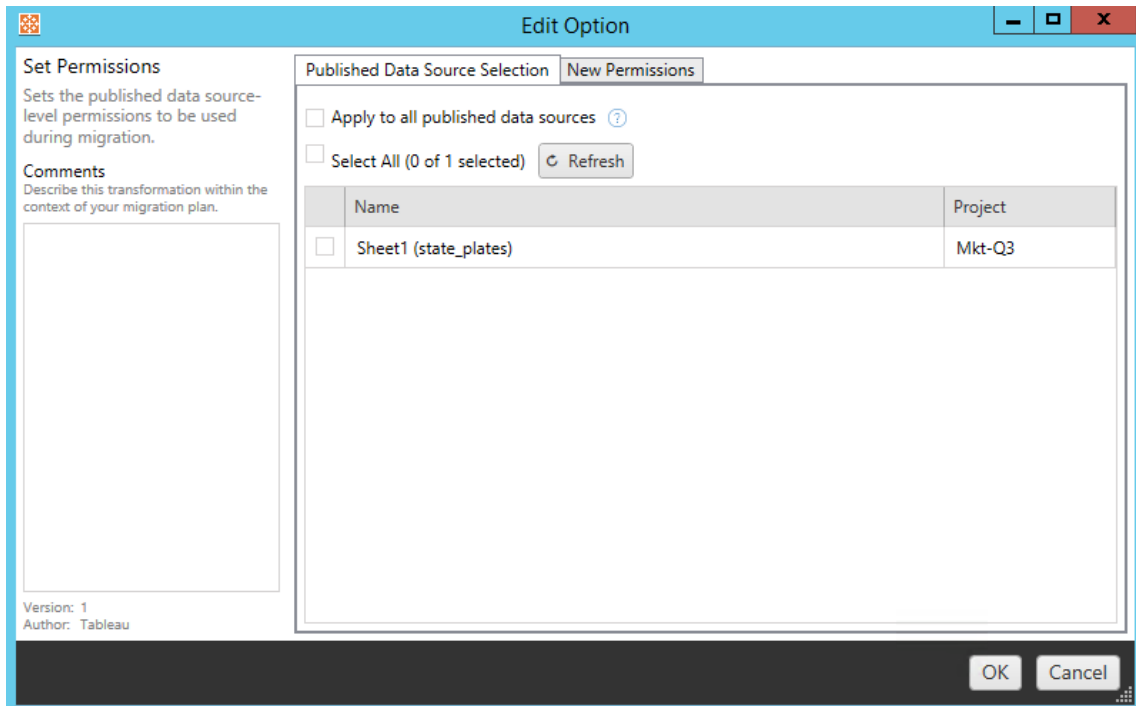 Edit Option
Set Permissions
Sets the published data source-
level permissions to be used
during migration.
Comments
Describe this transformation within the
context of your migration plan.
Version: 1
Author: Tableau
Published Data Source Selection New Permissions
Apply to all published data sources ?
Select All (0 of 1 selected) Refresh
Name Project
Sheet1 (state_plates) Mkt-Q3
OK Cancel